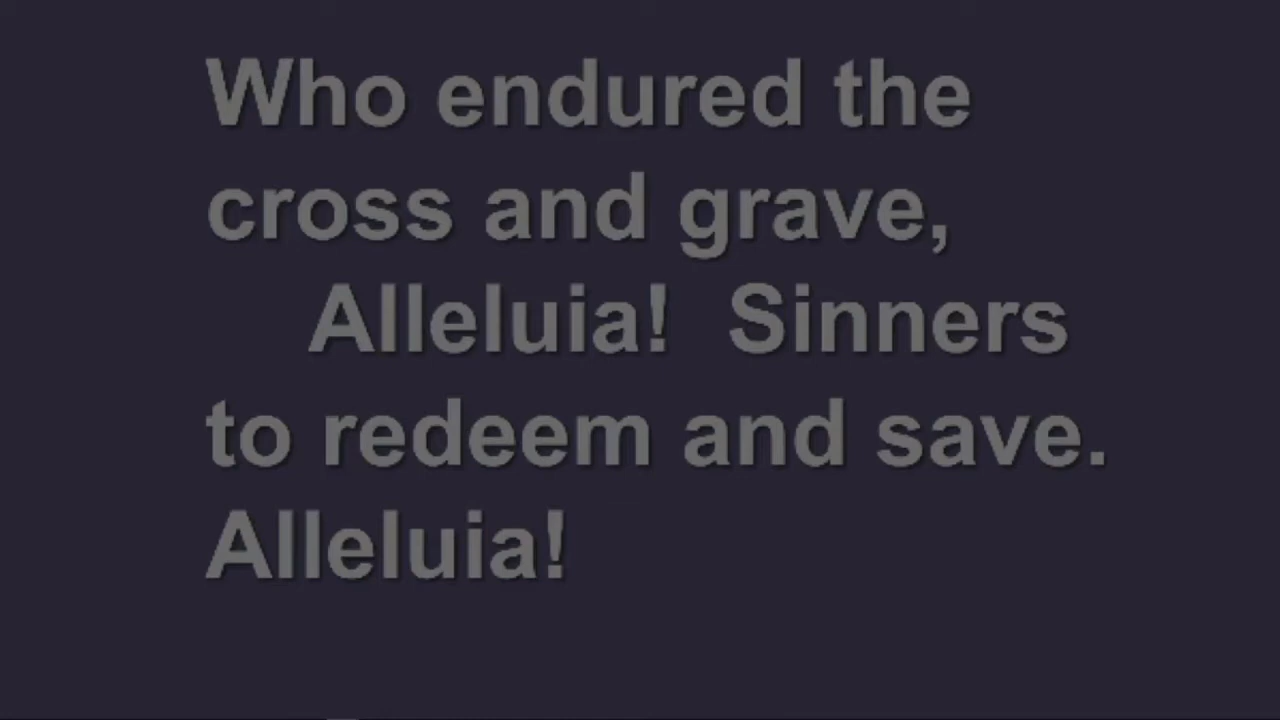 Who endured the
cross and grave,
Alleluia! Sinners
to redeem and save.
Alleluia!